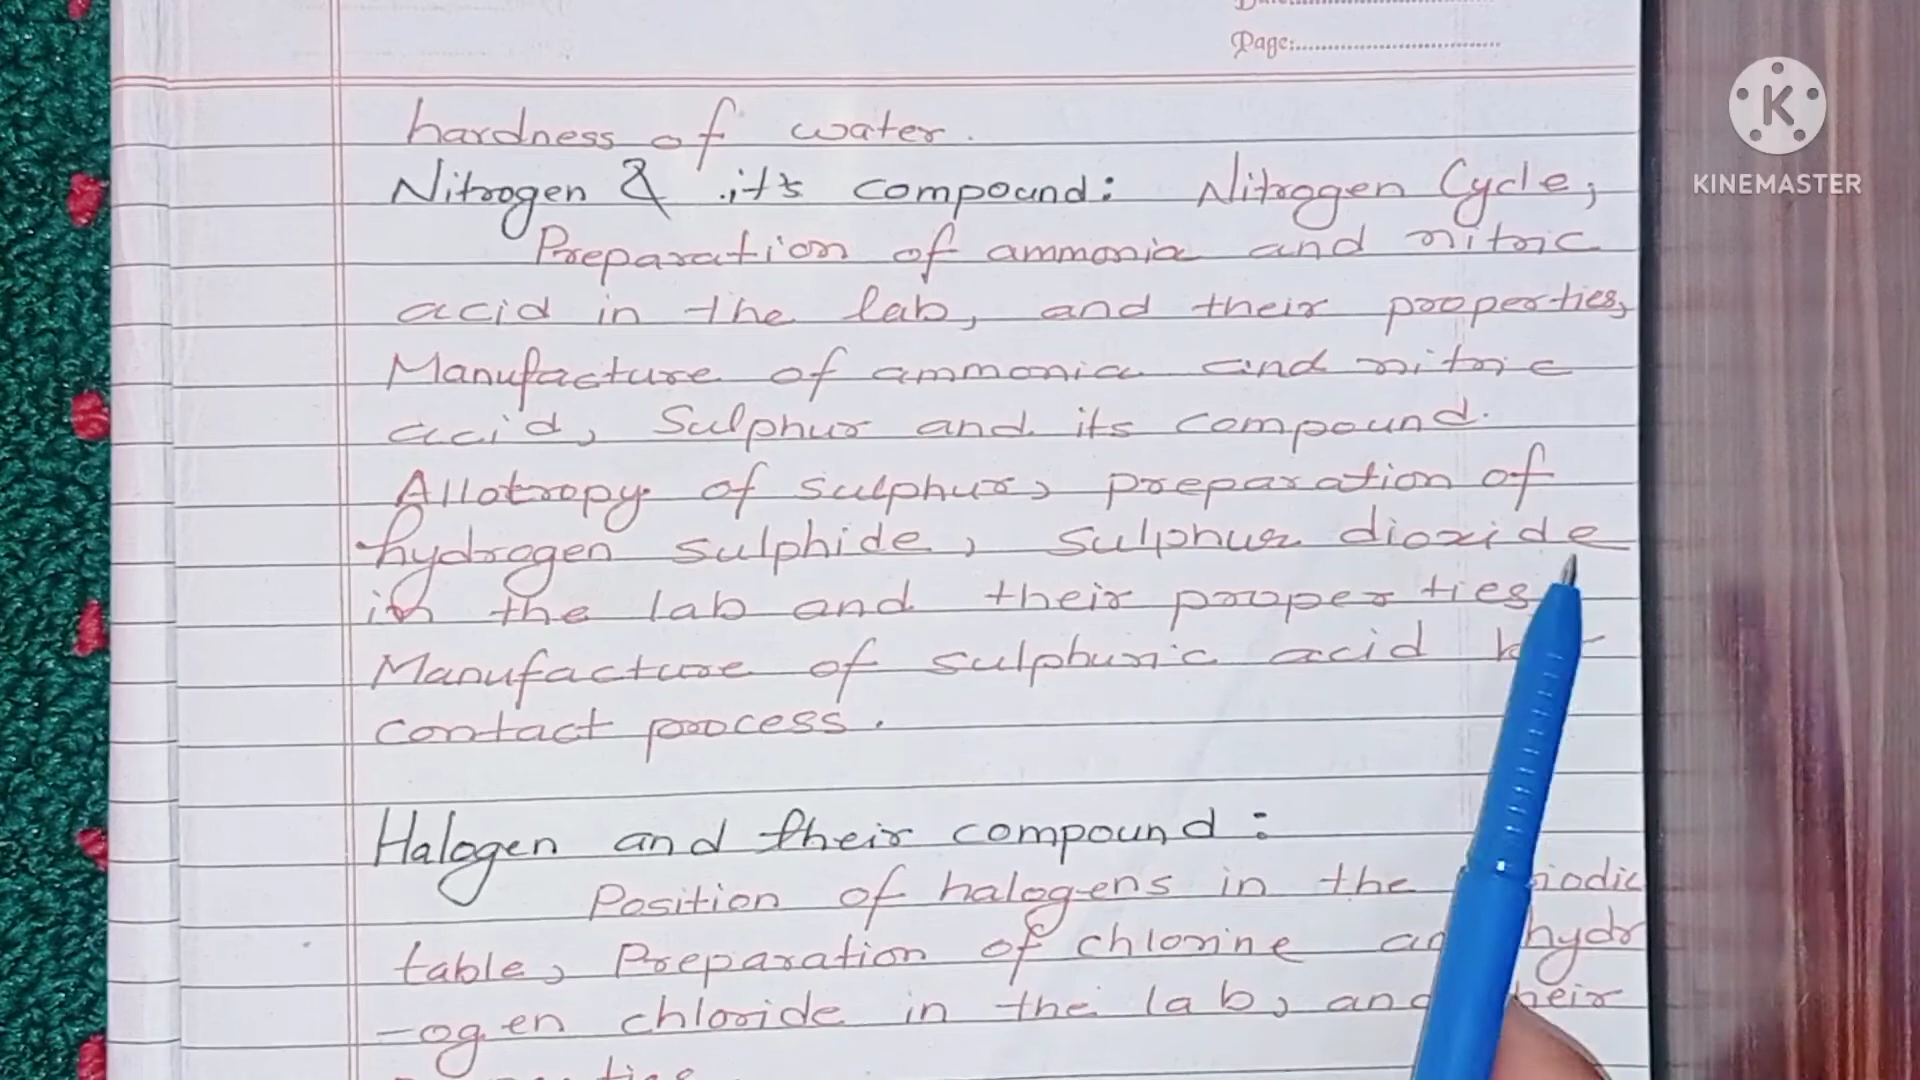 Page:
KINEMASTER
hardness of water.
Nitrogen & it's compound: Nitrogen Cycle,
Preparation of ammonia and nitric
acid in the lab, and their properties,
Manufacture of ammonia and nitric
acid, Sulphur and its compound.
Allotropy of sulphur, preparation of
hydrogen sulphide, sulphur dioxide
in the lab and their properties
Manufacture of sulphuric acid
contact process.
Halogen and their compound:
Position of halogens in the
table, Preparation of chlorine hydr
-ogen chloride in the lab,